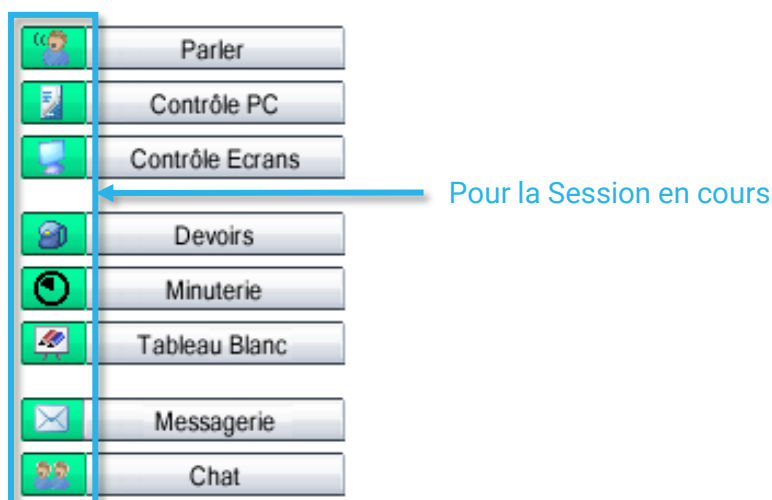 Parler
Contrôle PC
Contrôle Ecrans
Pour la Session en cours
Devoirs
Minuterie
Tableau Blanc
Messagerie
Chat